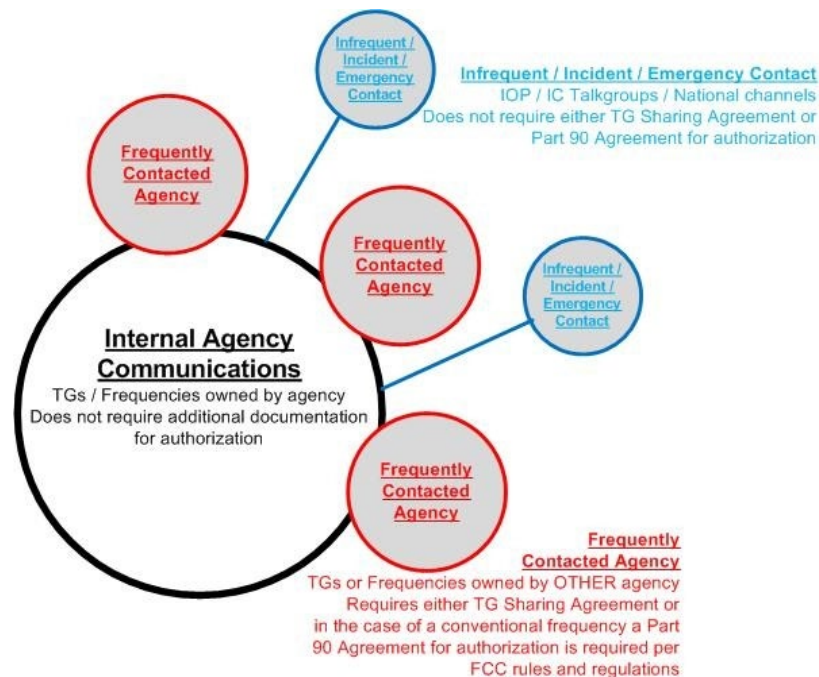 Infrequent /
Incident /
Emergency
Contact
Infrequent / Incident / Emergency Contact
IOP / IC Talkgroups / National channels
Does not require either TG Sharing Agreement or
Part 90 Agreement for authorization
Frequently
Contacted
Agency
Frequently
Contacted
Agency
Infrequent /
Incident /
Emergency
Contact
Internal Agency
Communications
TGs / Frequencies owned by agency
Does not require additional documentation
for authorization
Frequently
Contacted
Agency
Frequently
Contacted Agency
TGs or Frequencies owned by OTHER agency
Requires either TG Sharing Agreement or
in the case of a conventional frequency a Part
90 Agreement for authorization is required per
FCC rules and regulations